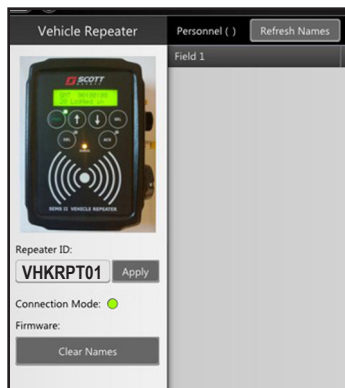 Vehicle Repeater
Personnel ( )
Refresh Names
Field 1
SCOTT
SEL
SEMS II VEHICLE REPEATER
Repeater ID:
VHKRPT01
Apply
Connection Mode:
Firmware:
Clear Names